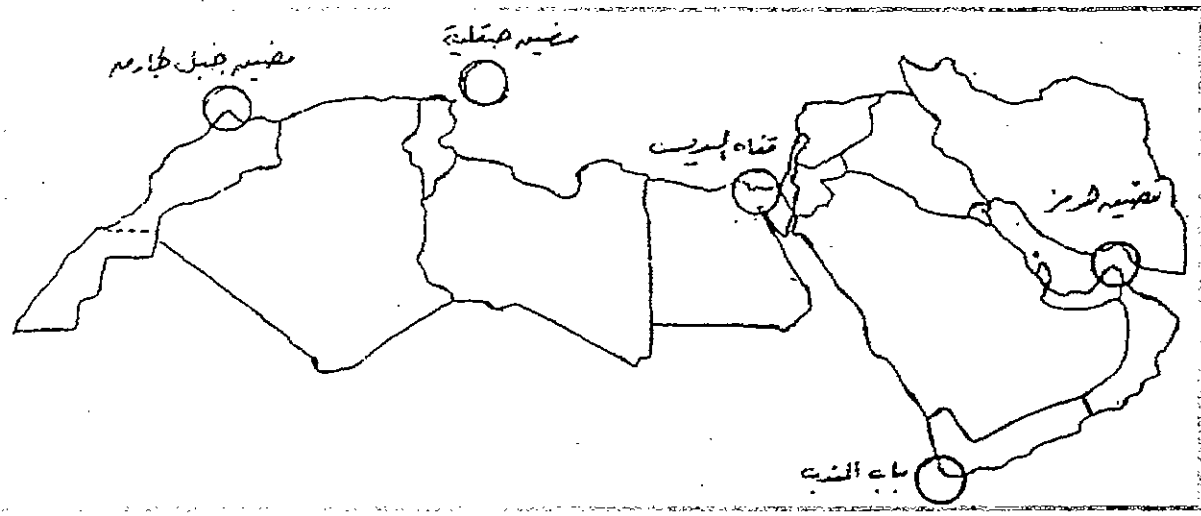 مضيق صقلية
مضيق جبل طارق
قناة السويس
مضيق هرمز
باب المندب